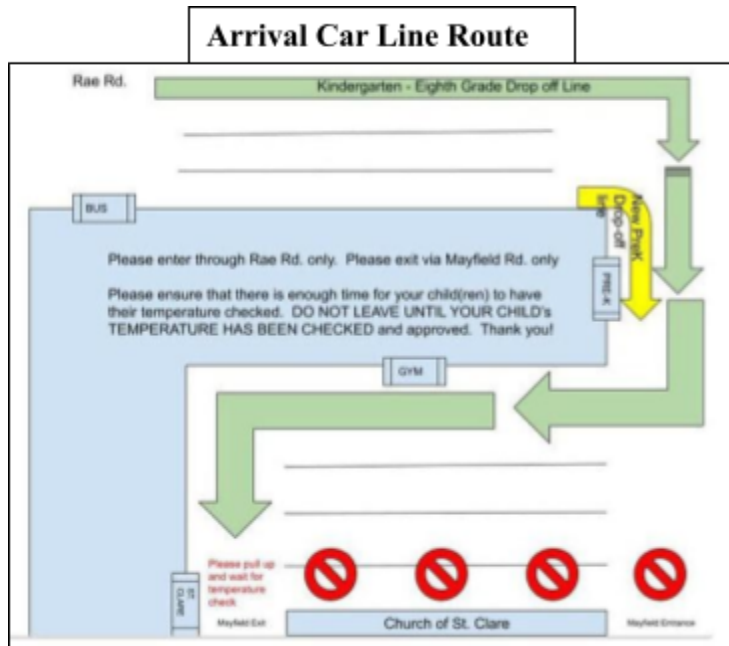 Arrival Car Line Route
Rae Rd.
Kindergarten - Eighth Grade Drop off Line
BUS
New PreK
Drop-off
line
Please enter through Rae Rd. only. Please exit via Mayfield Rd. only
PRE-K
Please ensure that there is enough time for your child(ren) to have
their temperature checked. DO NOT LEAVE UNTIL YOUR CHILD's
TEMPERATURE HAS BEEN CHECKED and approved. Thank you!
GYM
Please pull up
and wait for
temperature
check
ST.
CLARE
Mayfield Exit
Church of St. Clare
Mayfield Entrance